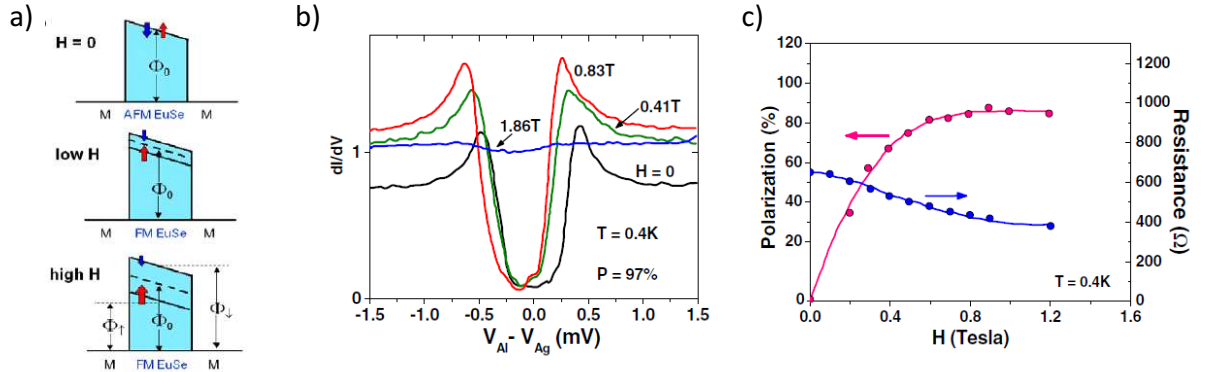 a)
H = 0
Φ₀
M AFM EuSe M
low H
Φ₀
M FM EuSe M
high H
Φ↑
Φ₀
Φ↓
M FM EuSe M
b)
dI/dV
1
0
0.83T
0.41T
1.86T
H = 0
T = 0.4K
P = 97%
-1.5 -1.0 -0.5 0.0 0.5 1.0 1.5
V_Al - V_Ag (mV)
c)
Polarization (%)
120
100
80
60
40
20
0
1200
1000
800
600
400
200
0
Resistance (Ω)
T = 0.4K
0.0 0.4 0.8 1.2 1.6
H (Tesla)